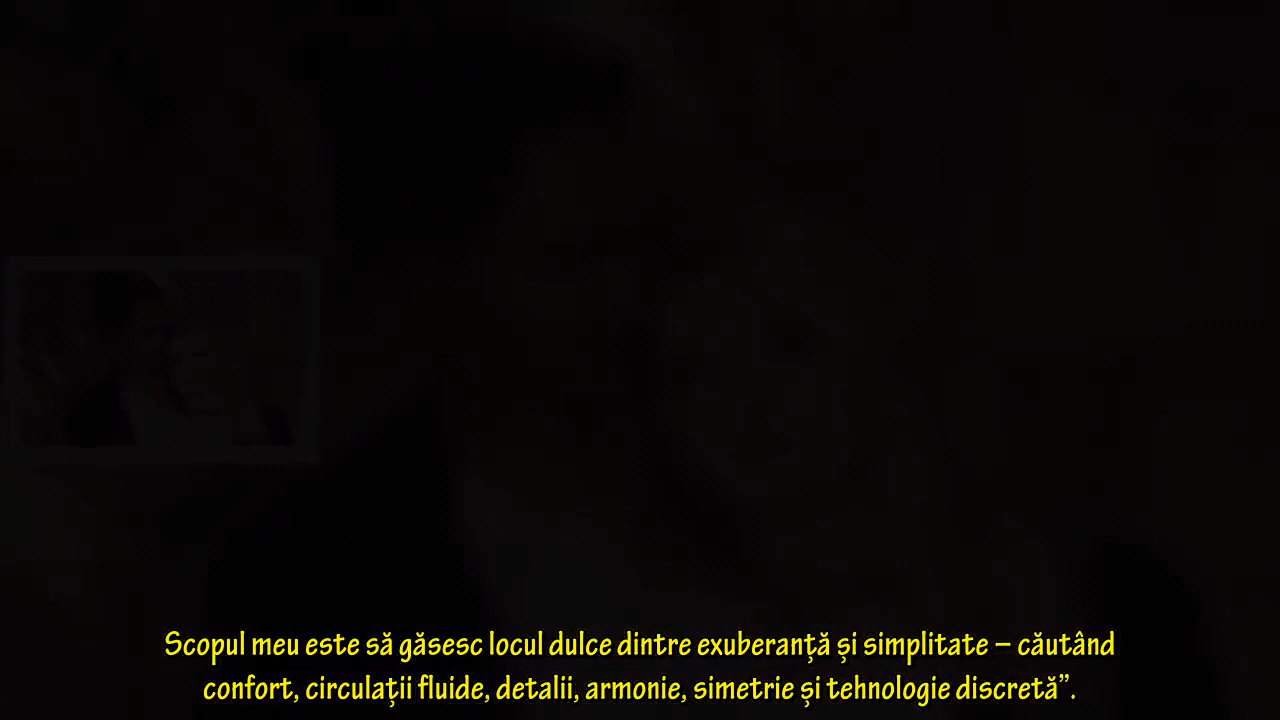 Scopul meu este să găsesc locul dulce dintre exuberanță și simplitate – căutând
confort, circulații fluide, detalii, armonie, simetrie și tehnologie discretă”.